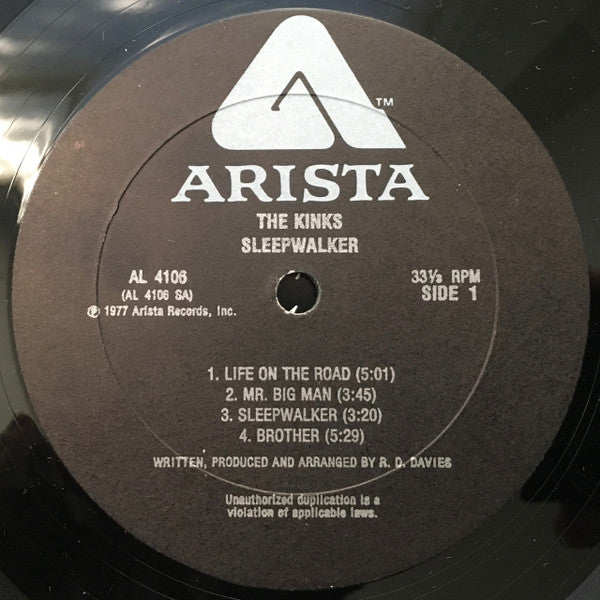 ™
ARISTA
THE KINKS
SLEEPWALKER
AL 4106
(AL 4106 SA)
℗ 1977 Arista Records, Inc.
33⅓ RPM
SIDE 1
1. LIFE ON THE ROAD (5:01)
2. MR. BIG MAN (3:45)
3. SLEEPWALKER (3:20)
4. BROTHER (5:29)
WRITTEN, PRODUCED AND ARRANGED BY R. D. DAVIES
Unauthorized duplication is a
violation of applicable laws.